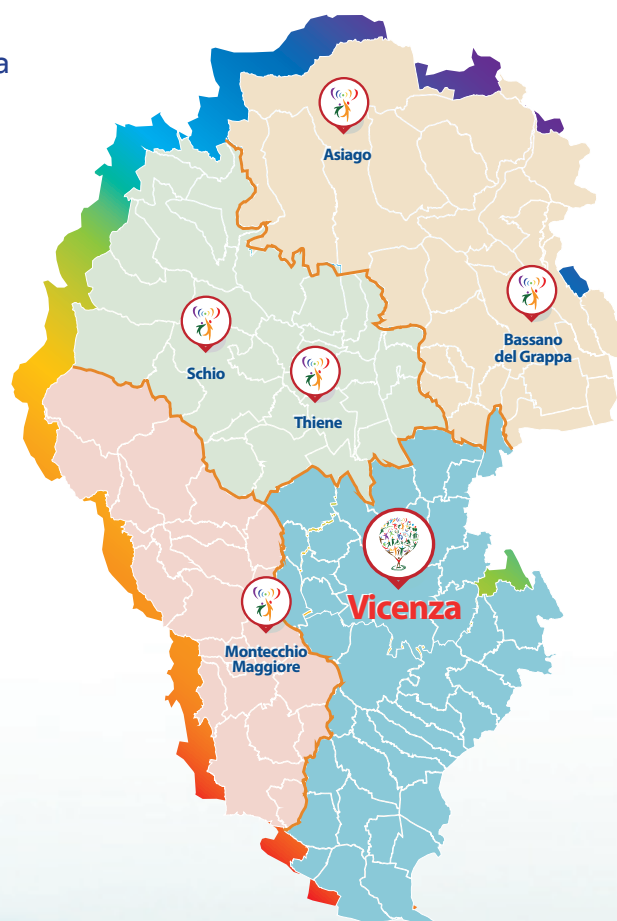 a
Asiago
Bassano
del Grappa
Schio
Thiene
Vicenza
Montecchio
Maggiore